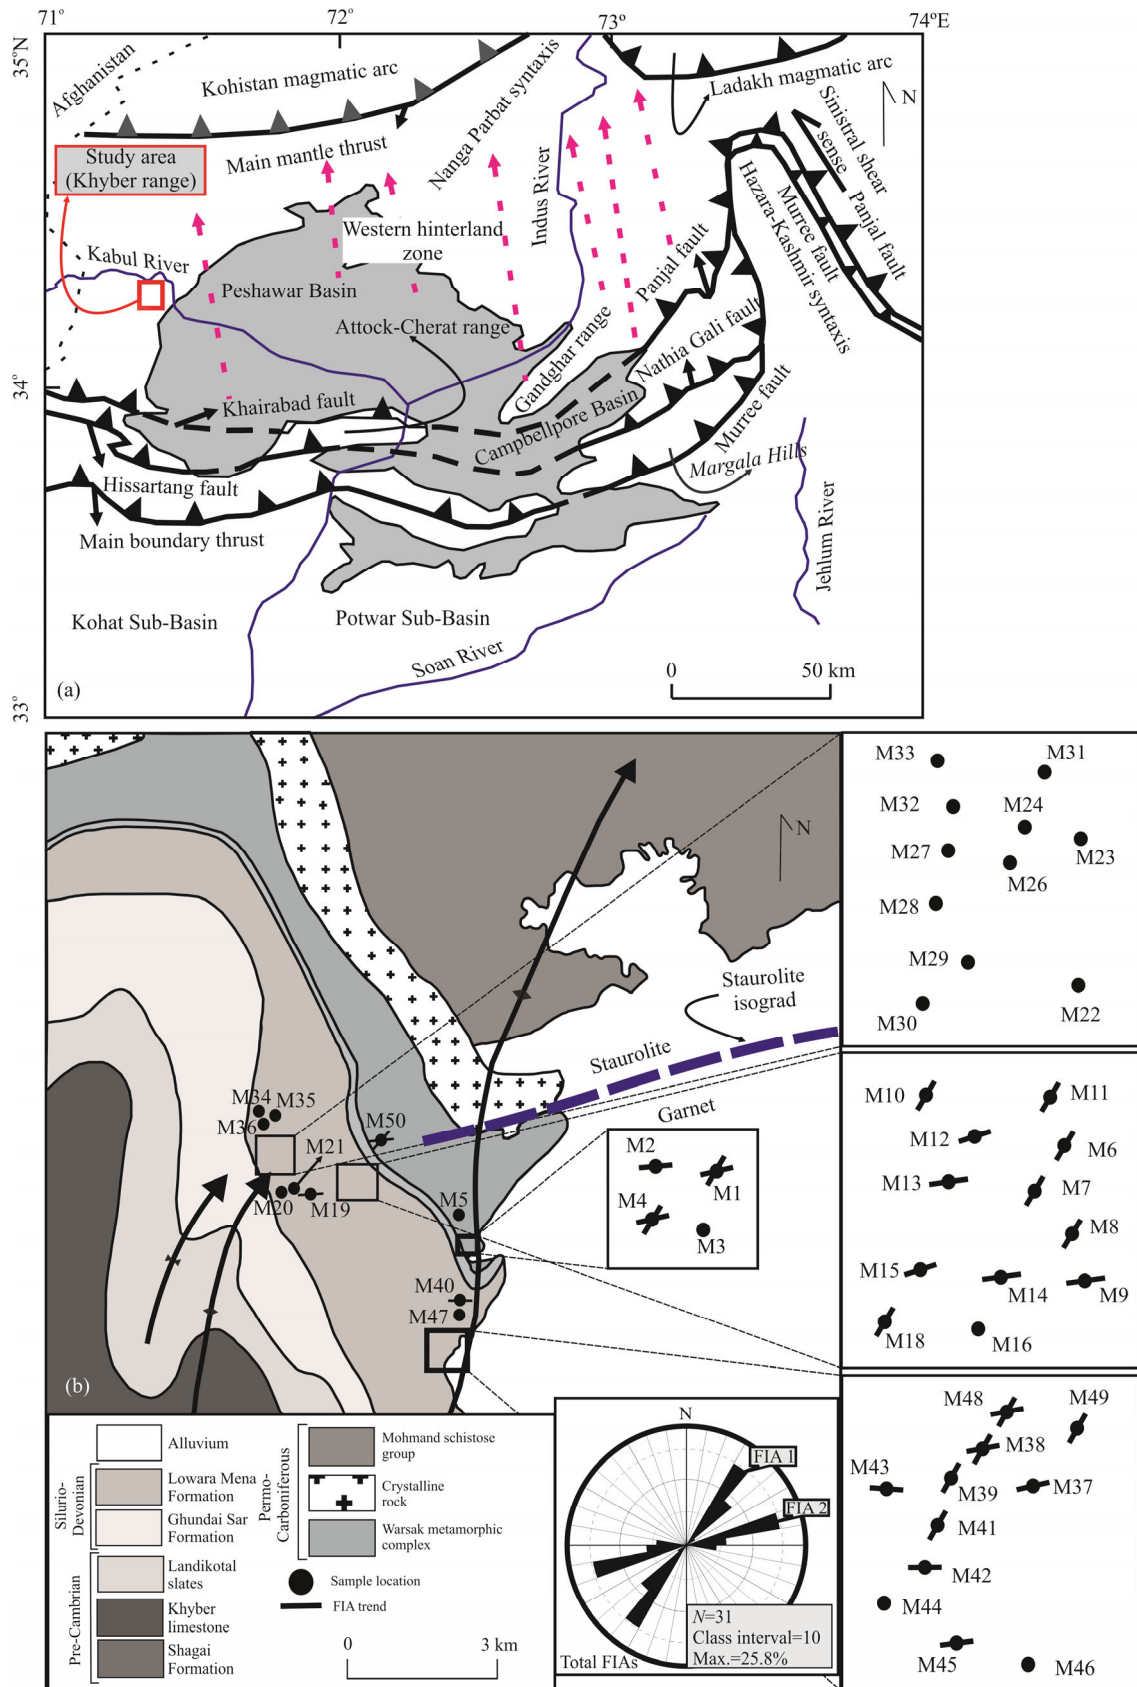 71°
72°
73°
74°E
35°N
34°
33°
Afghanistan
Kohistan magmatic arc
Nanga Parbat syntaxis
Ladakh magmatic arc
N
Study area
(Khyber range)
Main mantle thrust
Indus River
Sinistral shear
sense
Panjal fault
Murree fault
Hazara-Kashmir syntaxis
Western hinterland
zone
Kabul River
Peshawar Basin
Panjal fault
Attock-Cherat range
Gandghar range
Nathia Gali fault
Khairabad fault
Campbellpore Basin
Murree fault
Margala Hills
Hissartang fault
Main boundary thrust
Jehlum River
Kohat Sub-Basin
Potwar Sub-Basin
Soan River
0
50 km
(a)
N
Staurolite
isograd
Staurolite
Garnet
M34
M35
M36
M50
M21
M20
M19
M5
M40
M47
M2
M1
M4
M3
(b)
M33
M31
M32
M24
M27
M23
M26
M28
M29
M30
M22
M10
M11
M12
M6
M13
M7
M8
M15
M14
M9
M18
M16
M48
M49
M38
M43
M39
M37
M41
M42
M44
M45
M46
Silurio-
Devonian
Pre-Cambrian
Alluvium
Lowara Mena
Formation
Ghundai Sar
Formation
Landikotal
slates
Khyber
limestone
Shagai
Formation
Permo-
Carboniferous
Mohmand schistose
group
Crystalline
rock
Warsak metamorphic
complex
Sample location
FIA trend
0
3 km
N
FIA 1
FIA 2
N=31
Class interval=10
Max.=25.8%
Total FIAs